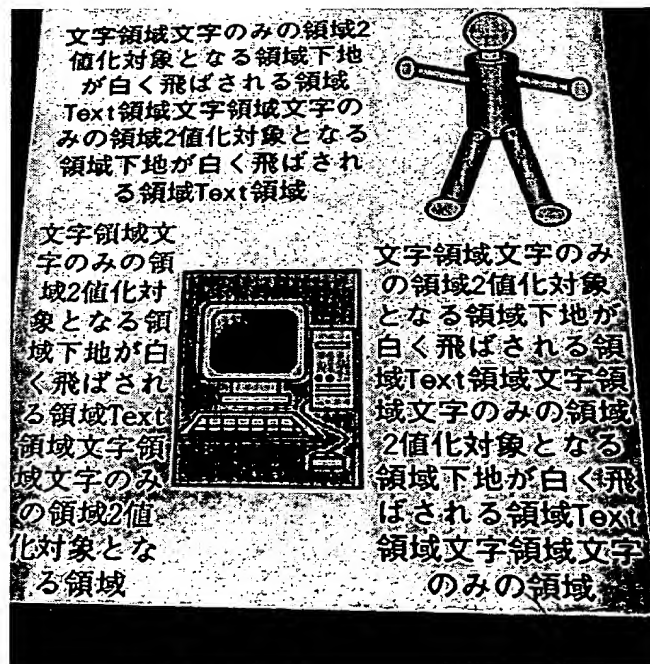 文字領域文字のみの領域2
値化対象となる領域下地
が白く飛ばされる領域
Text領域文字領域文字の
みの領域2値化対象となる
領域下地が白く飛ばされ
る領域Text領域
文字領域文
字のみの領
域2値化対
象となる領
域下地が白
く飛ばされ
る領域Text
領域文字領
域文字のみ
の領域2値
化対象とな
る領域
文字領域文字のみ
の領域2値化対象
となる領域下地が
白く飛ばされる領
域Text領域文字領
域文字のみの領域
2値化対象となる
領域下地が白く飛
ばされる領域Text
領域文字領域文字
のみの領域